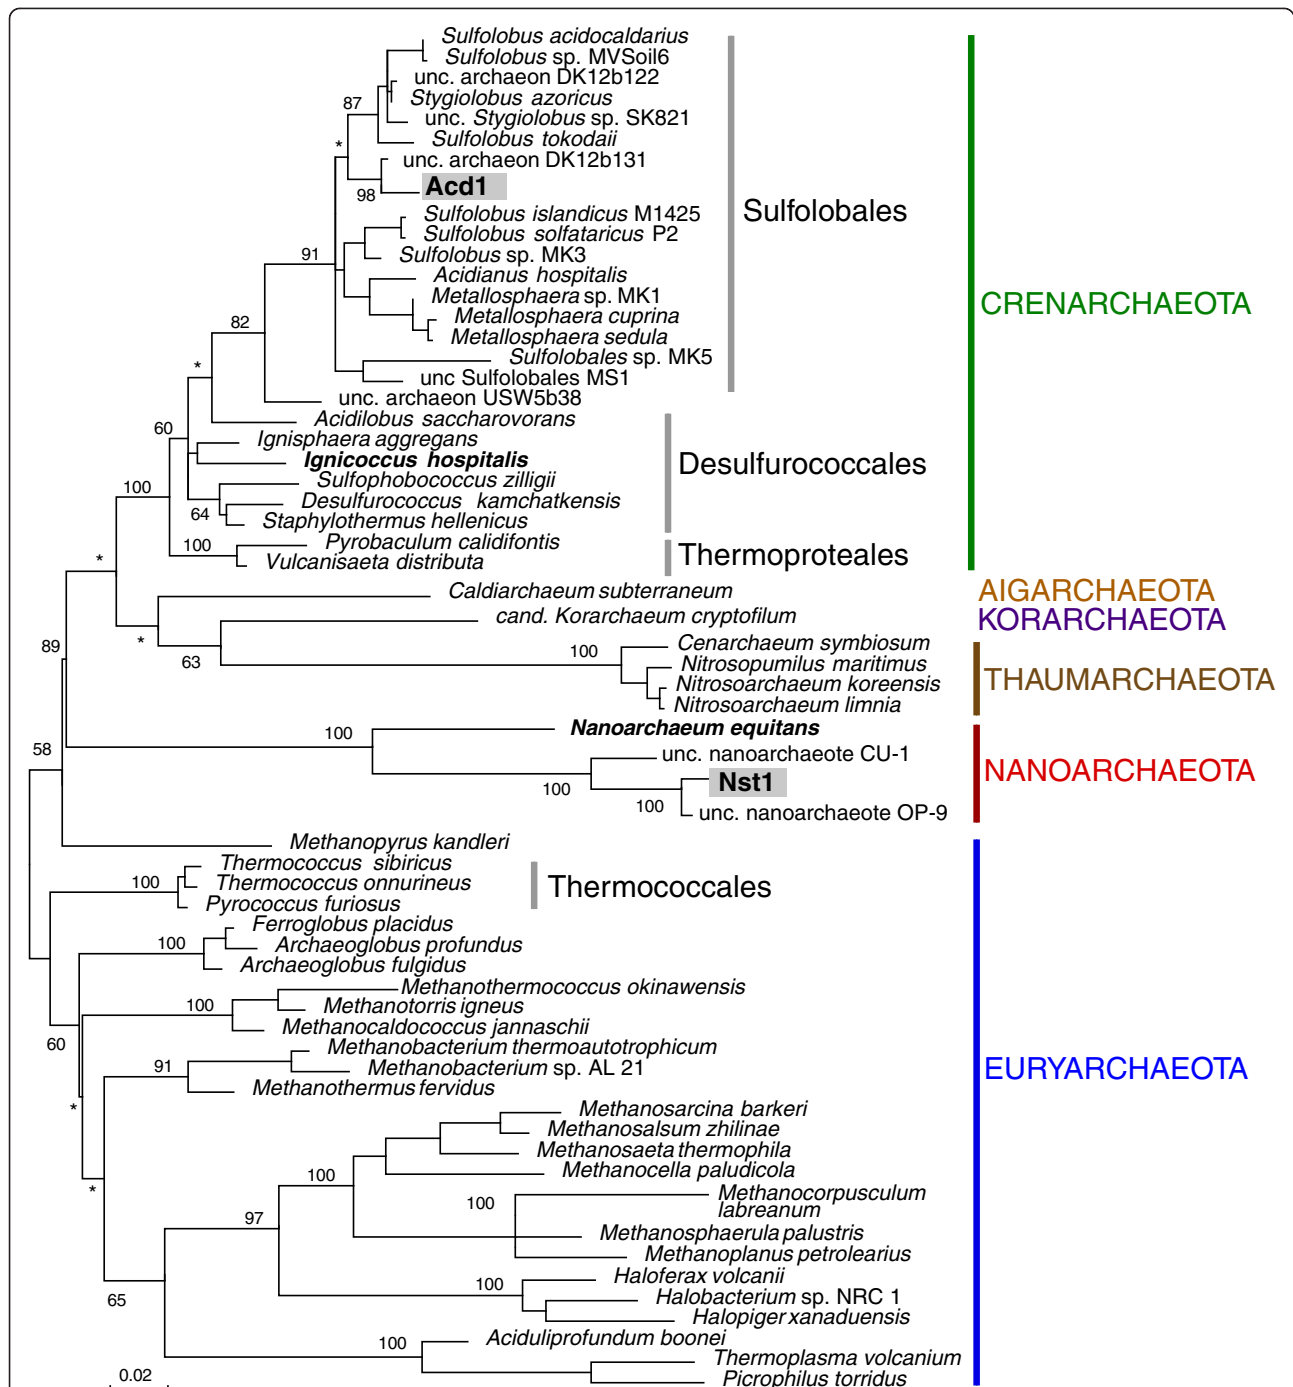 Sulfolobus acidocaldarius
Sulfolobus sp. MVSoil6
unc. archaeon DK12b122
87
Stygiolobus azoricus
unc. Stygiolobus sp. SK821
Sulfolobus tokodaii
*
unc. archaeon DK12b131
98
Acd1
Sulfolobales
Sulfolobus islandicus M1425
Sulfolobus solfataricus P2
91
Sulfolobus sp. MK3
Acidianus hospitalis
Metallosphaera sp. MK1
CRENARCHAEOTA
Metallosphaera cuprina
82
Metallosphaera sedula
Sulfolobales sp. MK5
*
unc Sulfolobales MS1
unc. archaeon USW5b38
Acidilobus saccharovorans
60
Ignisphaera aggregans
Ignicoccus hospitalis
Desulfurococcales
Sulfophobococcus zilligii
100
Desulfurococcus kamchatkensis
64
Staphylothermus hellenicus
100
Pyrobaculum calidifontis
Thermoproteales
*
Vulcanisaeta distributa
Caldiarchaeum subterraneum
AIGARCHAEOTA
cand. Korarchaeum cryptofilum
KORARCHAEOTA
*
89
63
100
Cenarchaeum symbiosum
Nitrosopumilus maritimus
THAUMARCHAEOTA
Nitrosoarchaeum koreensis
Nitrosoarchaeum limnia
Nanoarchaeum equitans
100
58
unc. nanoarchaeote CU-1
NANOARCHAEOTA
100
Nst1
100
unc. nanoarchaeote OP-9
Methanopyrus kandleri
Thermococcus sibiricus
100
Thermococcus onnurineus
Thermococcales
Pyrococcus furiosus
Ferroglobus placidus
100
Archaeoglobus profundus
Archaeoglobus fulgidus
Methanothermococcus okinawensis
100
Methanotorris igneus
Methanocaldococcus jannaschii
60
Methanobacterium thermoautotrophicum
91
Methanobacterium sp. AL 21
EURYARCHAEOTA
Methanothermus fervidus
*
Methanosarcina barkeri
Methanosalsum zhilinae
Methanosaeta thermophila
100
Methanocella paludicola
*
Methanocorpusculum
labreanum
100
97
Methanosphaerula palustris
Methanoplanus petrolearius
Haloferax volcanii
100
Halobacterium sp. NRC 1
65
Halopiger xanaduensis
Aciduliprofundum boonei
100
Thermoplasma volcanium
0.02
Picrophilus torridus